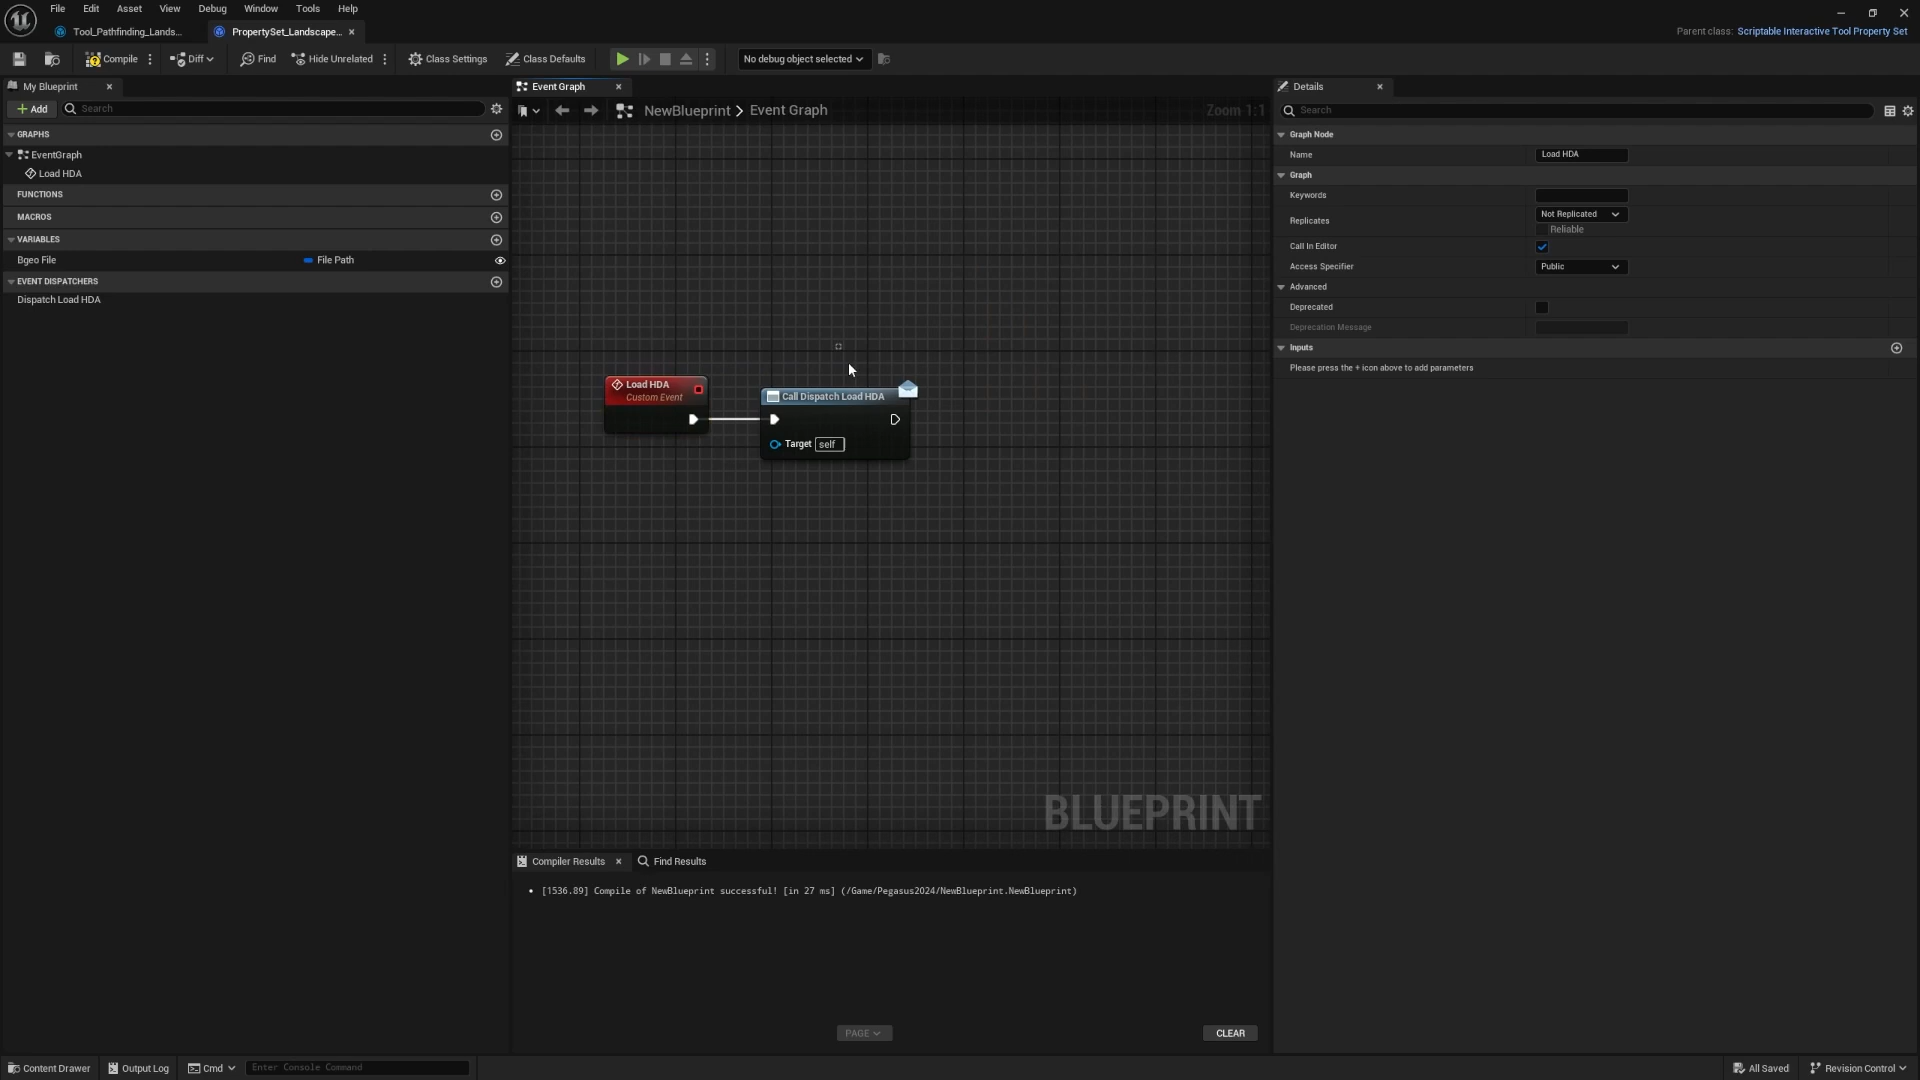 File Edit Asset View Debug Window Tools Help
Tool_Pathfinding_Lands... PropertySet_Landscape...
Parent class: Scriptable Interactive Tool Property Set
Compile Diff Find Hide Unrelated Class Settings Class Defaults No debug object selected
My Blueprint
Add Search
GRAPHS
EventGraph
Load HDA
FUNCTIONS
MACROS
VARIABLES
Bgeo File File Path
EVENT DISPATCHERS
Dispatch Load HDA
Event Graph
NewBlueprint > Event Graph Zoom 1:1
Load HDA
Custom Event
Call Dispatch Load HDA
Target self
BLUEPRINT
Compiler Results Find Results
[1536.89] Compile of NewBlueprint successful! [in 27 ms] (/Game/Pegasus2024/NewBlueprint.NewBlueprint)
PAGE CLEAR
Details
Search
Graph Node
Name Load HDA
Graph
Keywords
Replicates Not Replicated
Reliable
Call In Editor
Access Specifier Public
Advanced
Deprecated
Deprecation Message
Inputs
Please press the + icon above to add parameters
Content Drawer Output Log Cmd Enter Console Command All Saved Revision Control